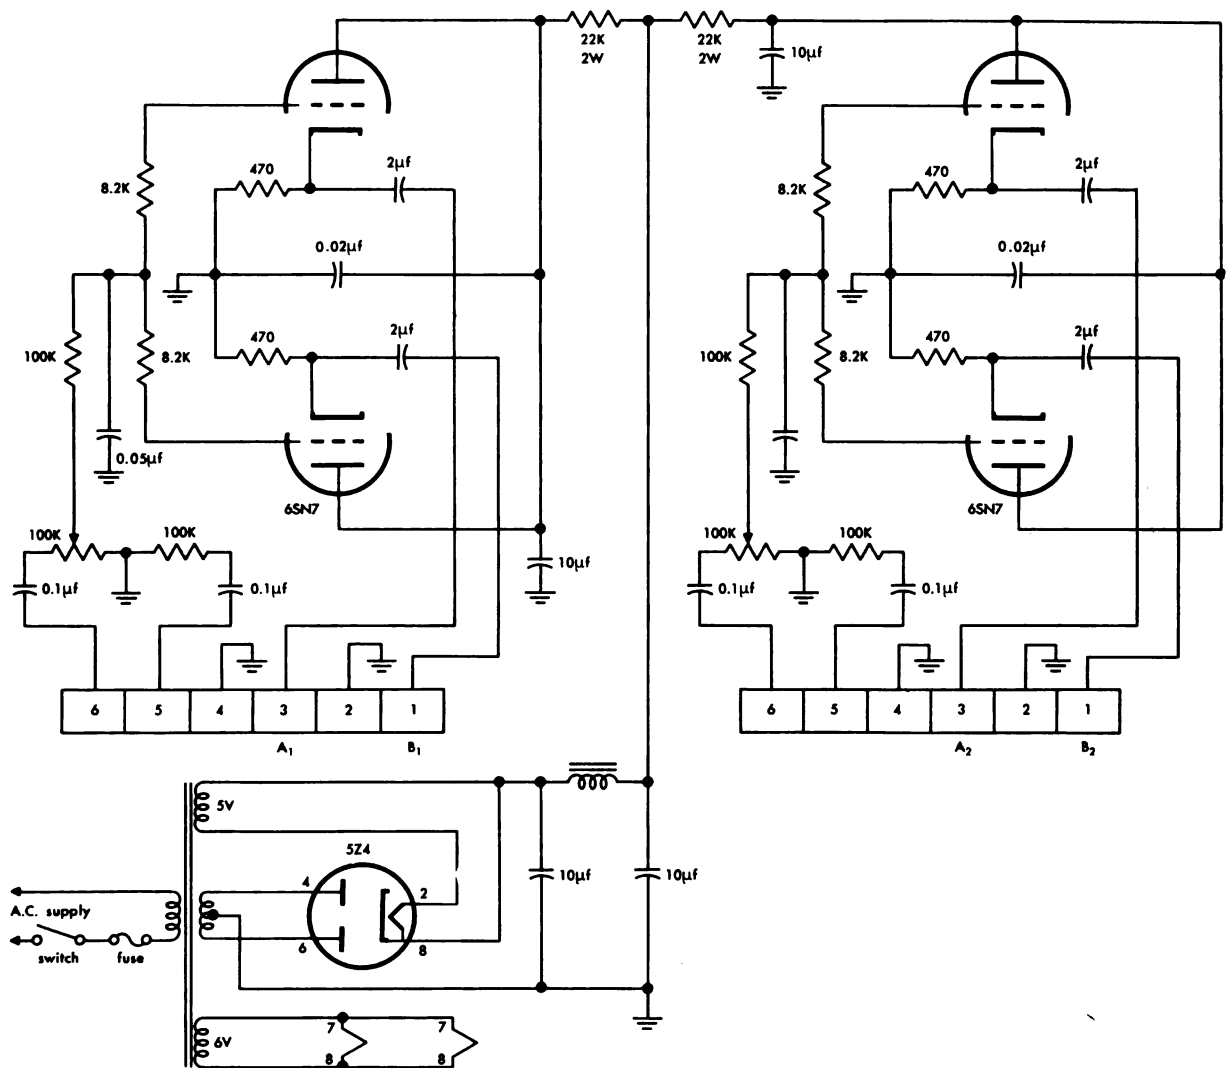 22K
2W
22K
2W
10µf
8.2K
470
2µf
8.2K
470
2µf
0.02µf
0.02µf
100K
8.2K
470
2µf
100K
8.2K
470
2µf
0.05µf
6SN7
6SN7
100K
100K
10µf
100K
100K
0.1µf
0.1µf
0.1µf
0.1µf
6 5 4 3 2 1
6 5 4 3 2 1
A₁ B₁
A₂ B₂
5V
5Z4
4
2
10µf
10µf
A.C. supply
6
8
switch
fuse
6V
7
8
7
8